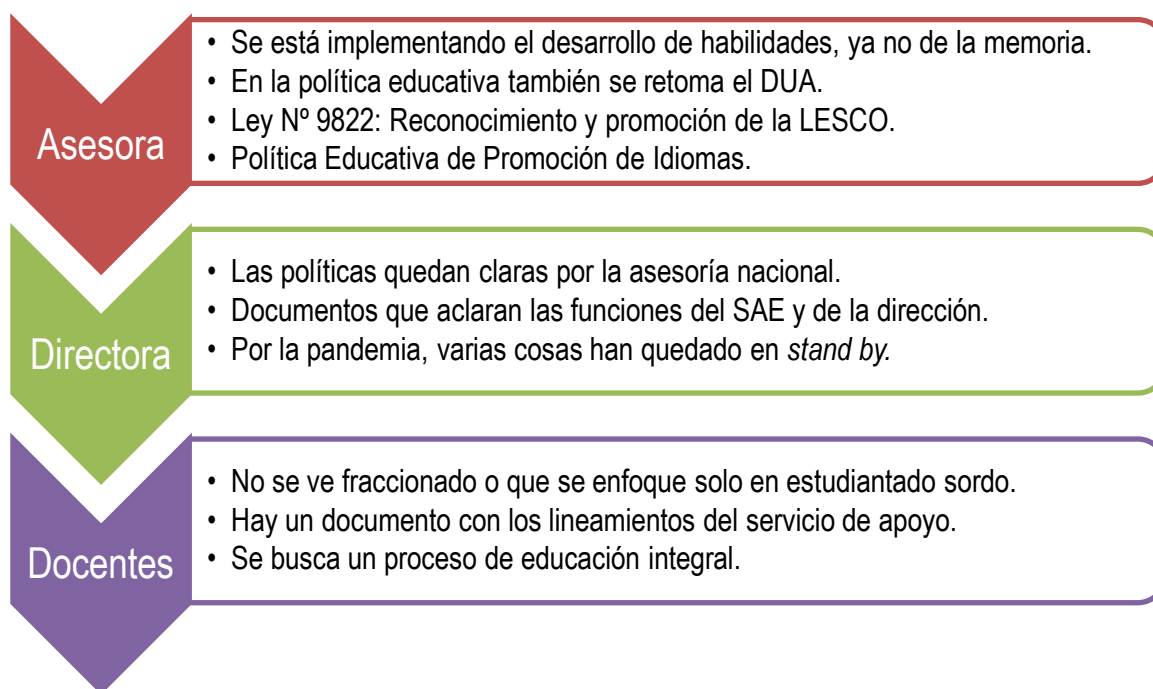 Asesora
• Se está implementando el desarrollo de habilidades, ya no de la memoria.
• En la política educativa también se retoma el DUA.
• Ley Nº 9822: Reconocimiento y promoción de la LESCO.
• Política Educativa de Promoción de Idiomas.
Directora
• Las políticas quedan claras por la asesoría nacional.
• Documentos que aclaran las funciones del SAE y de la dirección.
• Por la pandemia, varias cosas han quedado en stand by.
Docentes
• No se ve fraccionado o que se enfoque solo en estudiantado sordo.
• Hay un documento con los lineamientos del servicio de apoyo.
• Se busca un proceso de educación integral.